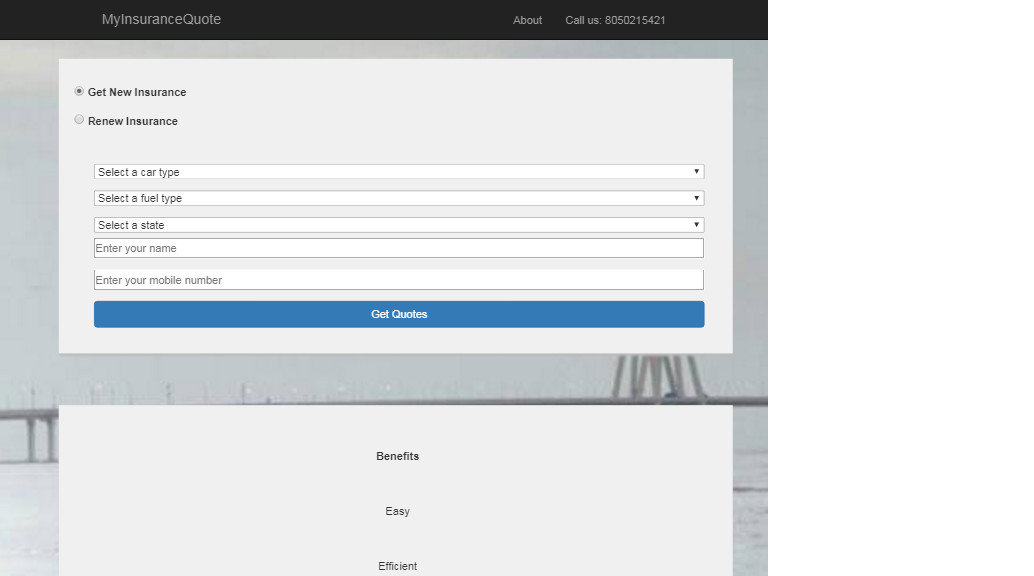 MyInsuranceQuote About Call us: 8050215421
Get New Insurance
Renew Insurance
Select a car type
Select a fuel type
Select a state
Enter your name
Enter your mobile number
Get Quotes
Benefits
Easy
Efficient